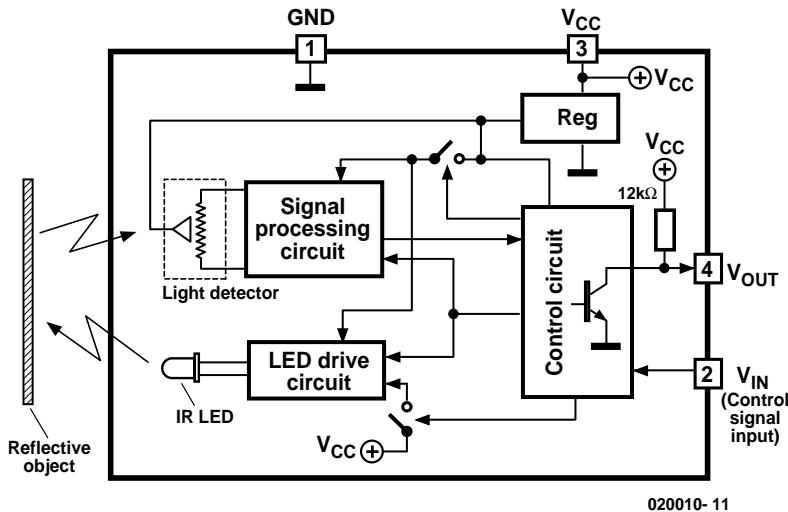 GND
VCC
1
3
VCC
Reg
VCC
12kΩ
Signal
processing
circuit
Light detector
Control circuit
4
VOUT
LED drive
circuit
2
VIN
(Control
signal
input)
IR LED
VCC
Reflective
object
020010- 11